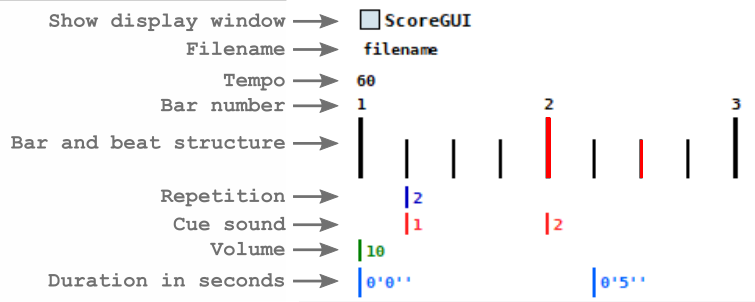 Show display window ScoreGUI
Filename filename
Tempo 60
Bar number 1 2 3
Bar and beat structure
Repetition 2
Cue sound 1 2
Volume 10
Duration in seconds 0'0'' 0'5''